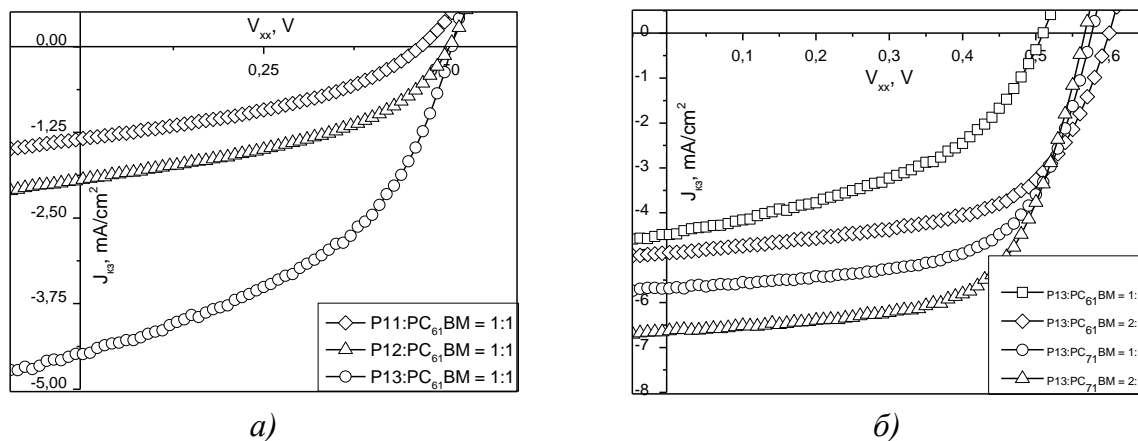 V_xx, V
0,00
0,25
50
-1,25
-2,50
-3,75
-5,00
J_кз, mA/cm²
P11:PC₆₁BM = 1:1
P12:PC₆₁BM = 1:1
P13:PC₆₁BM = 1:1
а)
0
0,1
0,2
0,3
0,4
0,5
0,6
V_xx, V
-1
-2
-3
-4
-5
-6
-7
-8
J_кз, mA/cm²
P13:PC₆₁BM = 1:
P13:PC₆₁BM = 2:
P13:PC₇₁BM = 1:
P13:PC₇₁BM = 2:
б)